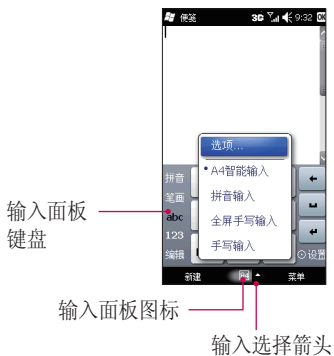 便笺 3G 9:32 OK
选项...
A4智能输入
拼音输入
全屏手写输入
手写输入
拼音
笔画
abc
123
编辑
设置
新建
菜单
输入面板
键盘
输入面板图标
输入选择箭头